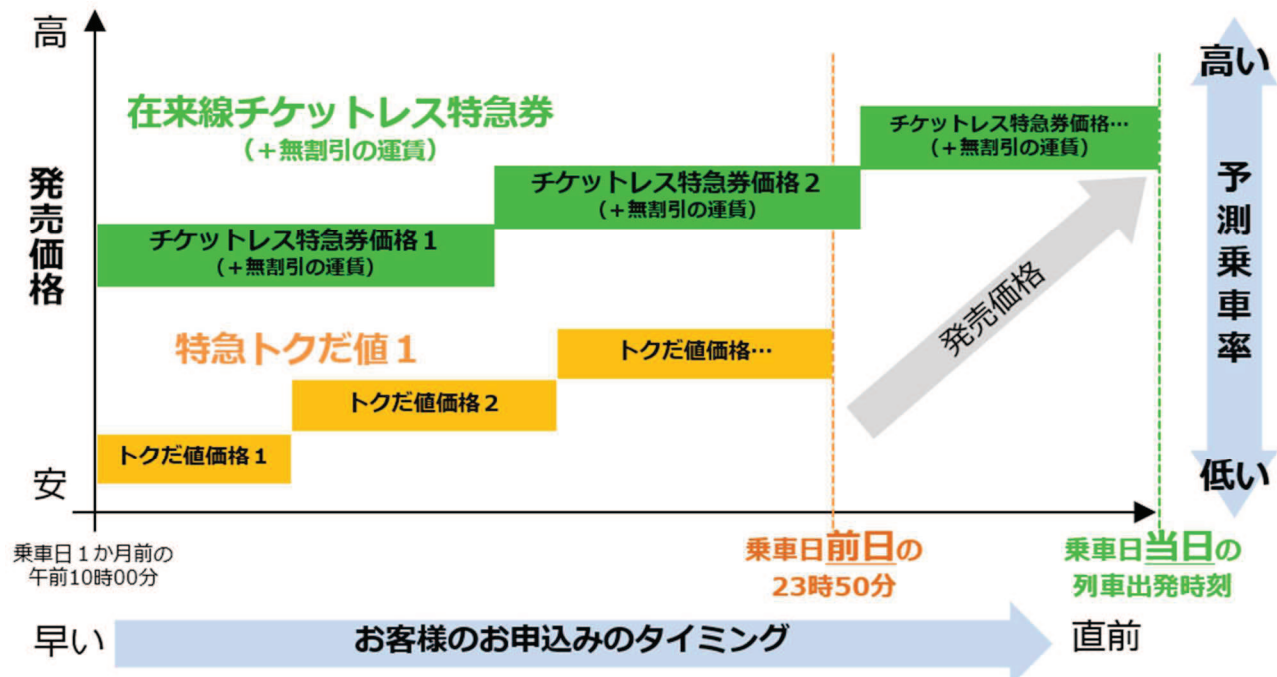 高
高い
在来線チケットレス特急券
(+無割引の運賃)
チケットレス特急券価格…
(+無割引の運賃)
チケットレス特急券価格2
(+無割引の運賃)
チケットレス特急券価格1
(+無割引の運賃)
発売価格
予測乗車率
発売価格
特急トクだ値1
トクだ値価格…
トクだ値価格2
トクだ値価格1
安
低い
乗車日1か月前の
午前10時00分
乗車日前日の
23時50分
乗車日当日の
列車出発時刻
早い
お客様のお申込みのタイミング
直前